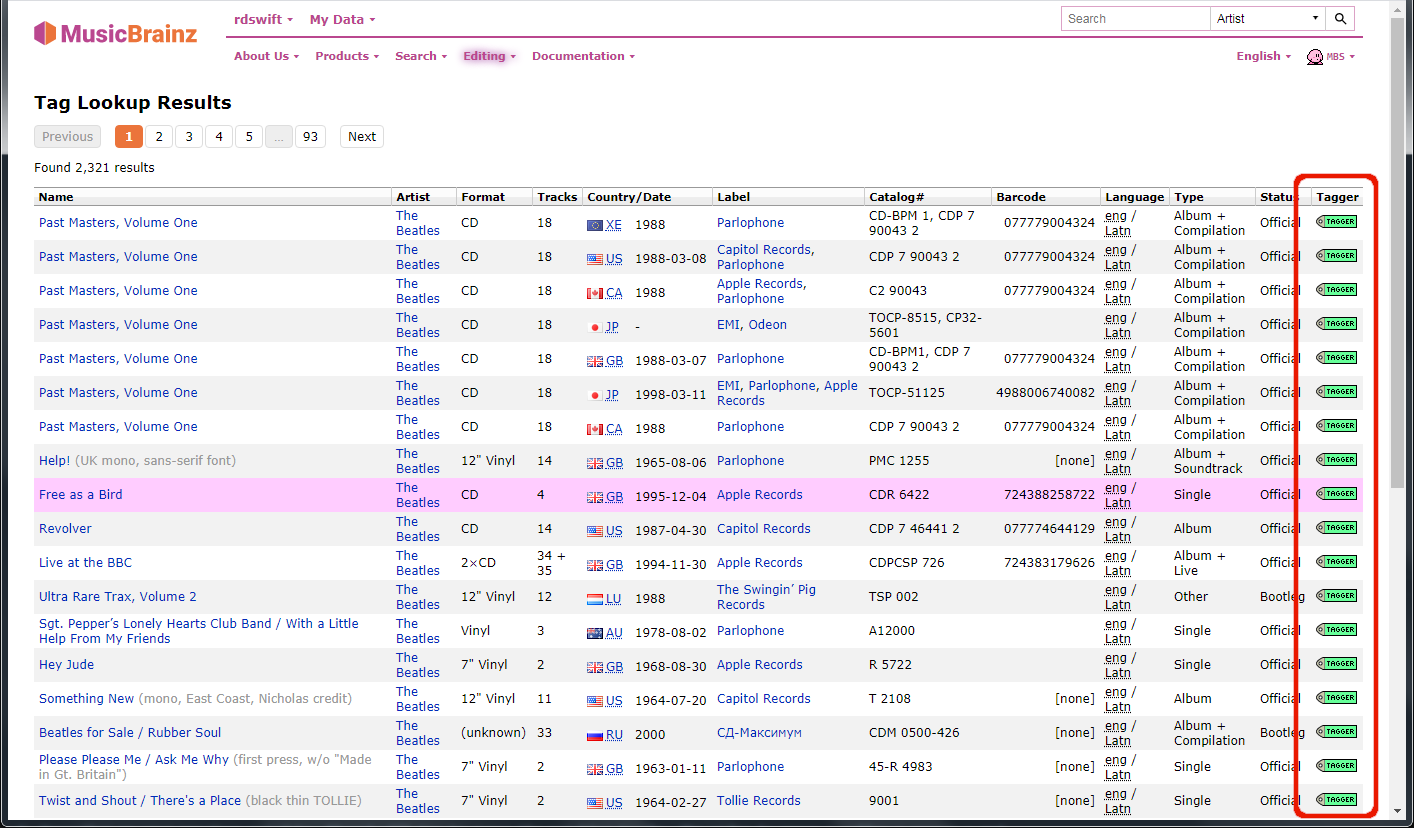 MusicBrainz
rdswift My Data
Search Artist
About Us Products Search Editing Documentation
English MBS
Tag Lookup Results
Previous 1 2 3 4 5 ... 93 Next
Found 2,321 results
Name Artist Format Tracks Country/Date Label Catalog# Barcode Language Type Status Tagger
Past Masters, Volume One The Beatles CD 18 XE 1988 Parlophone CD-BPM 1, CDP 7 90043 2 077779004324 eng / Latn Album + Compilation Official TAGGER
Past Masters, Volume One The Beatles CD 18 US 1988-03-08 Capitol Records, Parlophone CDP 7 90043 2 077779004324 eng / Latn Album + Compilation Official TAGGER
Past Masters, Volume One The Beatles CD 18 CA 1988 Apple Records, Parlophone C2 90043 077779004324 eng / Latn Album + Compilation Official TAGGER
Past Masters, Volume One The Beatles CD 18 JP - EMI, Odeon TOCP-8515, CP32-5601 eng / Latn Album + Compilation Official TAGGER
Past Masters, Volume One The Beatles CD 18 GB 1988-03-07 Parlophone CD-BPM1, CDP 7 90043 2 077779004324 eng / Latn Album + Compilation Official TAGGER
Past Masters, Volume One The Beatles CD 18 JP 1998-03-11 EMI, Parlophone, Apple Records TOCP-51125 4988006740082 eng / Latn Album + Compilation Official TAGGER
Past Masters, Volume One The Beatles CD 18 CA 1988 Parlophone CDP 7 90043 2 077779004324 eng / Latn Album + Compilation Official TAGGER
Help! (UK mono, sans-serif font) The Beatles 12" Vinyl 14 GB 1965-08-06 Parlophone PMC 1255 [none] eng / Latn Album + Soundtrack Official TAGGER
Free as a Bird The Beatles CD 4 GB 1995-12-04 Apple Records CDR 6422 724388258722 eng / Latn Single Official TAGGER
Revolver The Beatles CD 14 US 1987-04-30 Capitol Records CDP 7 46441 2 077774644129 eng / Latn Album Official TAGGER
Live at the BBC The Beatles 2×CD 34 + 35 GB 1994-11-30 Apple Records CDPCSP 726 724383179626 eng / Latn Album + Live Official TAGGER
Ultra Rare Trax, Volume 2 The Beatles 12" Vinyl 12 LU 1988 The Swingin’ Pig Records TSP 002 eng / Latn Other Bootleg TAGGER
Sgt. Pepper’s Lonely Hearts Club Band / With a Little Help From My Friends The Beatles Vinyl 3 AU 1978-08-02 Parlophone A12000 eng / Latn Single Official TAGGER
Hey Jude The Beatles 7" Vinyl 2 GB 1968-08-30 Apple Records R 5722 eng / Latn Single Official TAGGER
Something New (mono, East Coast, Nicholas credit) The Beatles 12" Vinyl 11 US 1964-07-20 Capitol Records T 2108 [none] eng / Latn Album Official TAGGER
Beatles for Sale / Rubber Soul The Beatles (unknown) 33 RU 2000 СД-Максимум CDM 0500-426 [none] eng / Latn Album + Compilation Bootleg TAGGER
Please Please Me / Ask Me Why (first press, w/o "Made in Gt. Britain") The Beatles 7" Vinyl 2 GB 1963-01-11 Parlophone 45-R 4983 [none] eng / Latn Single Official TAGGER
Twist and Shout / There's a Place (black thin TOLLIE) The Beatles 7" Vinyl 2 US 1964-02-27 Tollie Records 9001 [none] eng / Latn Single Official TAGGER